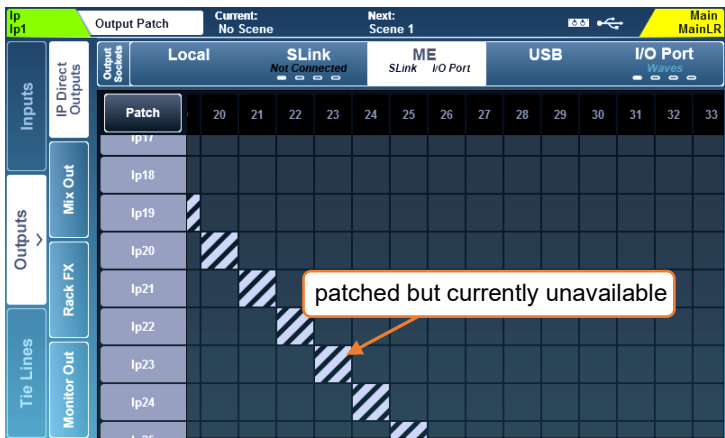 Ip
Ip1
Output Patch
Current:
No Scene
Next:
Scene 1
Main
MainLR
Inputs
Outputs
Tie Lines
IP Direct
Outputs
Mix Out
Rack FX
Monitor Out
Output
Sockets
Local
SLink
Not Connected
ME
SLink I/O Port
USB
I/O Port
Waves
Patch
20 21 22 23 24 25 26 27 28 29 30 31 32 33
Ip17
Ip18
Ip19
Ip20
Ip21
patched but currently unavailable
Ip22
Ip23
Ip24